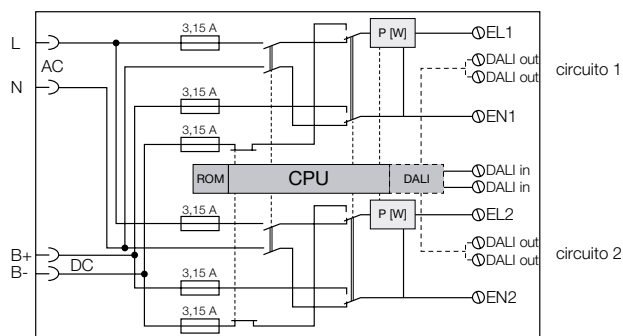 L
AC
N
3,15 A
P [W]
EL1
DALI out
DALI out
circuito 1
3,15 A
EN1
3,15 A
ROM
CPU
DALI
DALI in
DALI in
3,15 A
P [W]
EL2
DALI out
DALI out
circuito 2
B+
DC
B-
3,15 A
EN2
3,15 A